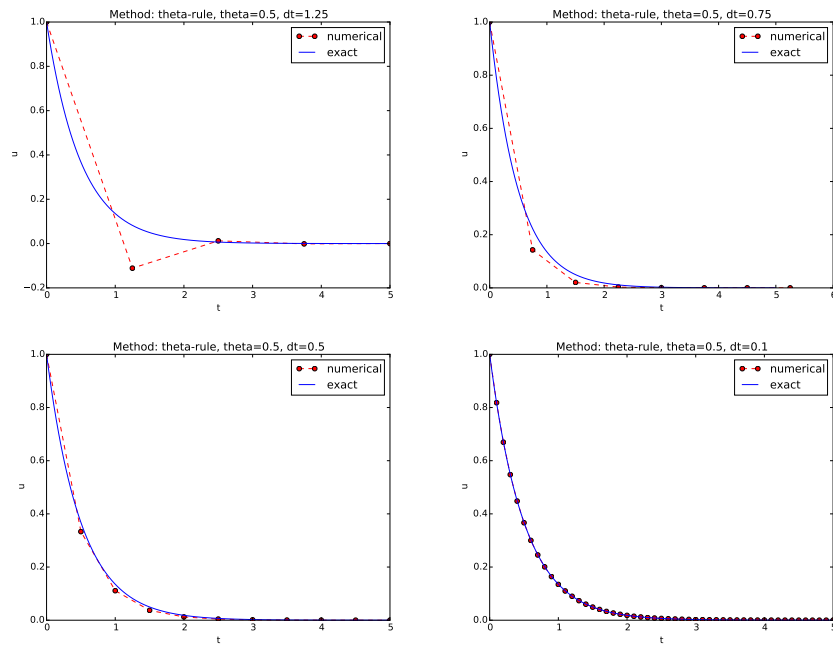 Method: theta-rule, theta=0.5, dt=1.25
1.0
0.8
0.6
0.4
0.2
0.0
−0.2
u
numerical
exact
0 1 2 3 4 5
t
Method: theta-rule, theta=0.5, dt=0.75
1.0
0.8
0.6
0.4
0.2
0.0
u
numerical
exact
0 1 2 3 4 5 6
t
Method: theta-rule, theta=0.5, dt=0.5
1.0
0.8
0.6
0.4
0.2
0.0
u
numerical
exact
0 1 2 3 4 5
t
Method: theta-rule, theta=0.5, dt=0.1
1.0
0.8
0.6
0.4
0.2
0.0
u
numerical
exact
0 1 2 3 4 5
t